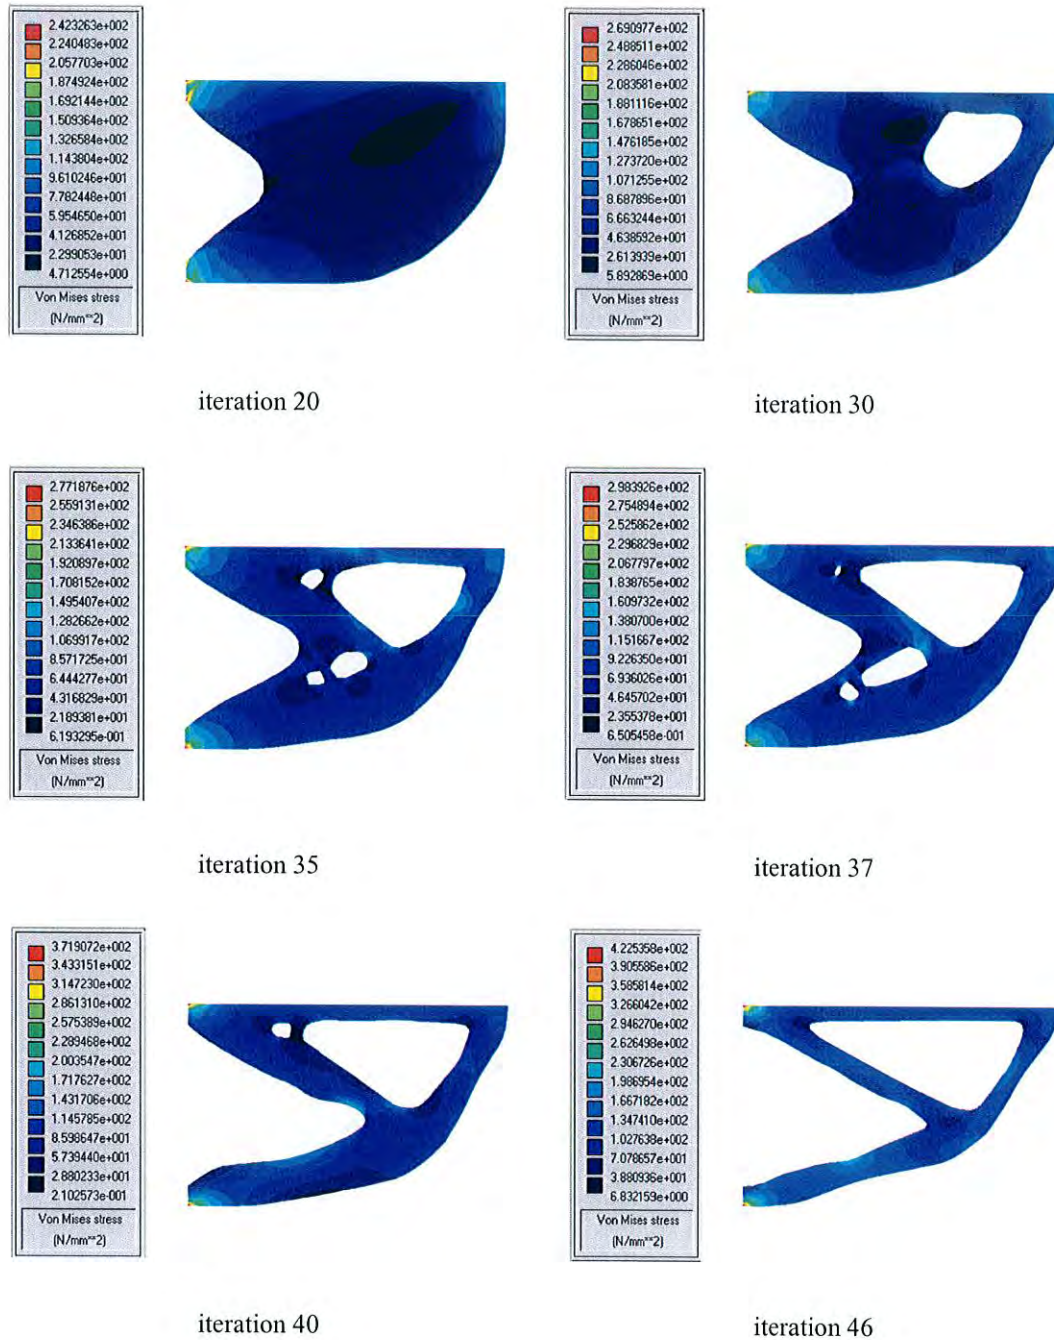 2.423263e+002
2.240483e+002
2.057703e+002
1.874924e+002
1.692144e+002
1.509364e+002
1.326584e+002
1.143804e+002
9.610246e+001
7.782448e+001
5.954650e+001
4.126852e+001
2.299053e+001
4.712554e+000
Von Mises stress
(N/mm**2)
iteration 20
2.690977e+002
2.488511e+002
2.286046e+002
2.083581e+002
1.881116e+002
1.678651e+002
1.476185e+002
1.273720e+002
1.071255e+002
8.687896e+001
6.663244e+001
4.638592e+001
2.613939e+001
5.892869e+000
Von Mises stress
(N/mm**2)
iteration 30
2.771876e+002
2.559131e+002
2.346386e+002
2.133641e+002
1.920897e+002
1.708152e+002
1.495407e+002
1.282662e+002
1.069917e+002
8.571725e+001
6.444277e+001
4.316829e+001
2.189381e+001
6.193295e-001
Von Mises stress
(N/mm**2)
iteration 35
2.983926e+002
2.754894e+002
2.525862e+002
2.296829e+002
2.067797e+002
1.838765e+002
1.609732e+002
1.380700e+002
1.151667e+002
9.226350e+001
6.936026e+001
4.645702e+001
2.355378e+001
6.505458e-001
Von Mises stress
(N/mm**2)
iteration 37
3.719072e+002
3.433151e+002
3.147230e+002
2.861310e+002
2.575389e+002
2.289468e+002
2.003547e+002
1.717627e+002
1.431706e+002
1.145785e+002
8.598647e+001
5.739440e+001
2.880233e+001
2.102573e-001
Von Mises stress
(N/mm**2)
iteration 40
4.225358e+002
3.905586e+002
3.585814e+002
3.266042e+002
2.946270e+002
2.626498e+002
2.306726e+002
1.986954e+002
1.667182e+002
1.347410e+002
1.027638e+002
7.078657e+001
3.880936e+001
6.832159e+000
Von Mises stress
(N/mm**2)
iteration 46